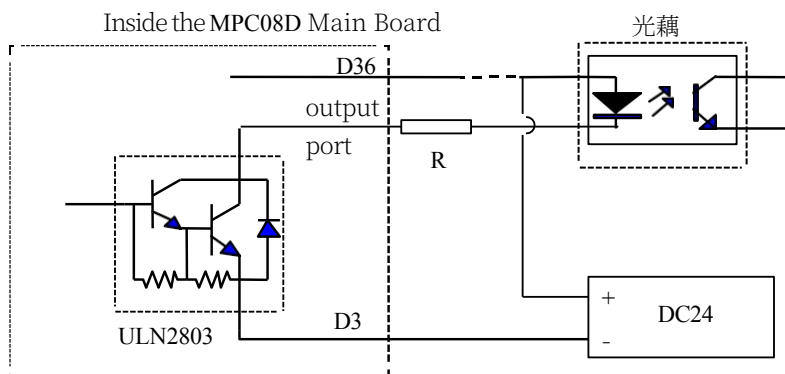 Inside the MPC08D Main Board
光藕
D36
output
port
R
ULN2803
D3
+
DC24
-